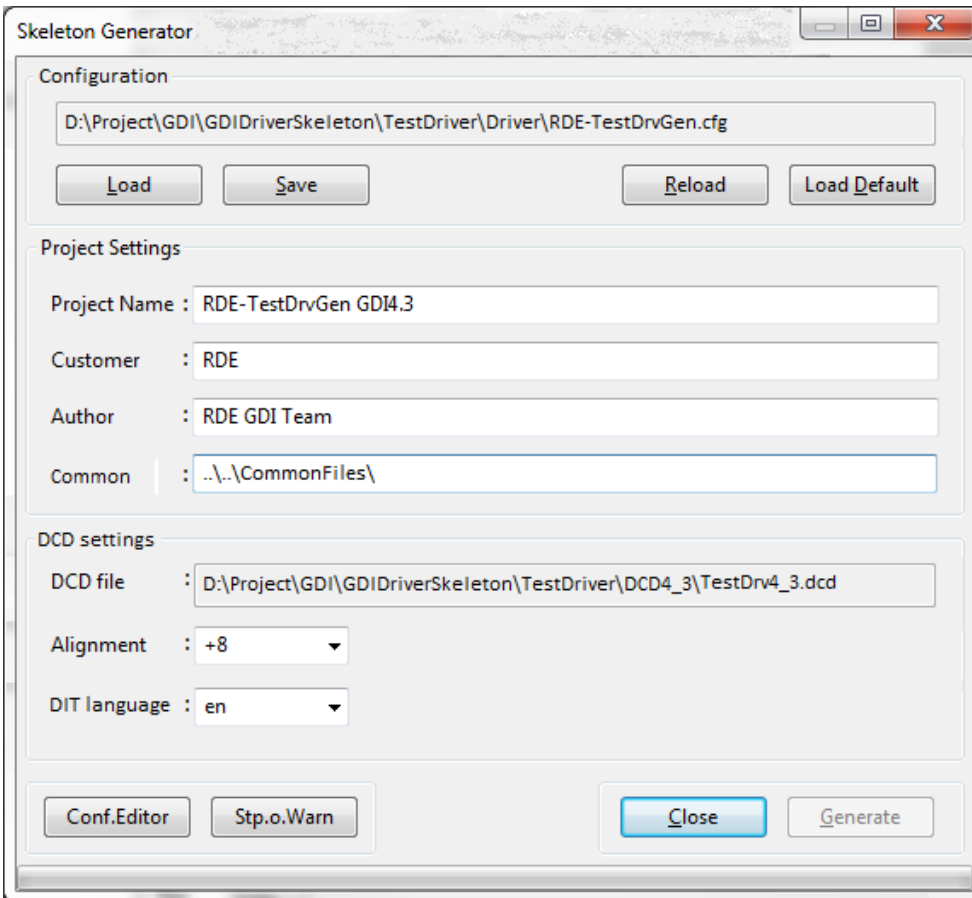 Skeleton Generator
Configuration
D:\Project\GDI\GDIDriverSkeleton\TestDriver\Driver\RDE-TestDrvGen.cfg
Load Save Reload Load Default
Project Settings
Project Name : RDE-TestDrvGen GDI4.3
Customer : RDE
Author : RDE GDI Team
Common : ..\..\CommonFiles\
DCD settings
DCD file : D:\Project\GDI\GDIDriverSkeleton\TestDriver\DCD4_3\TestDrv4_3.dcd
Alignment : +8
DIT language : en
Conf.Editor Stp.o.Warn Close Generate